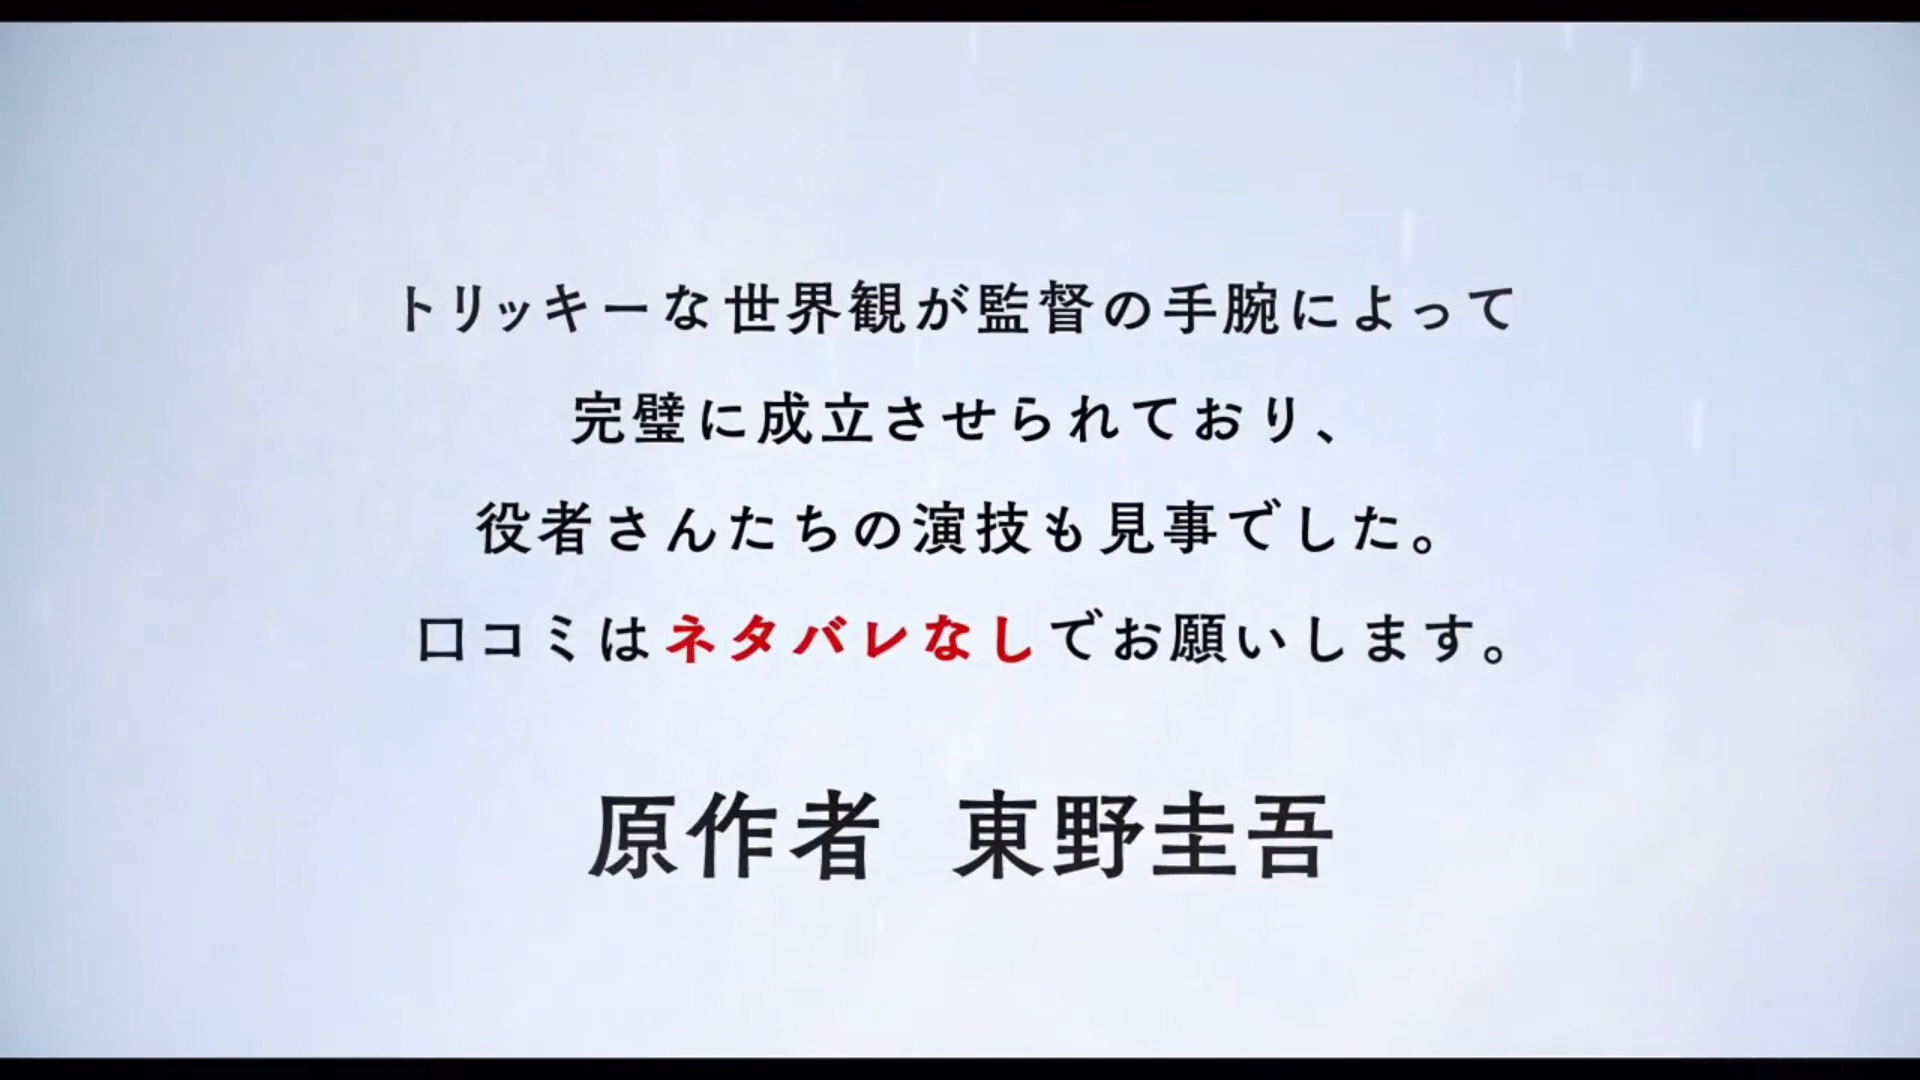 トリッキーな世界観が監督の手腕によって
完璧に成立させられており、
役者さんたちの演技も見事でした。
口コミはネタバレなしでお願いします。
原作者 東野圭吾